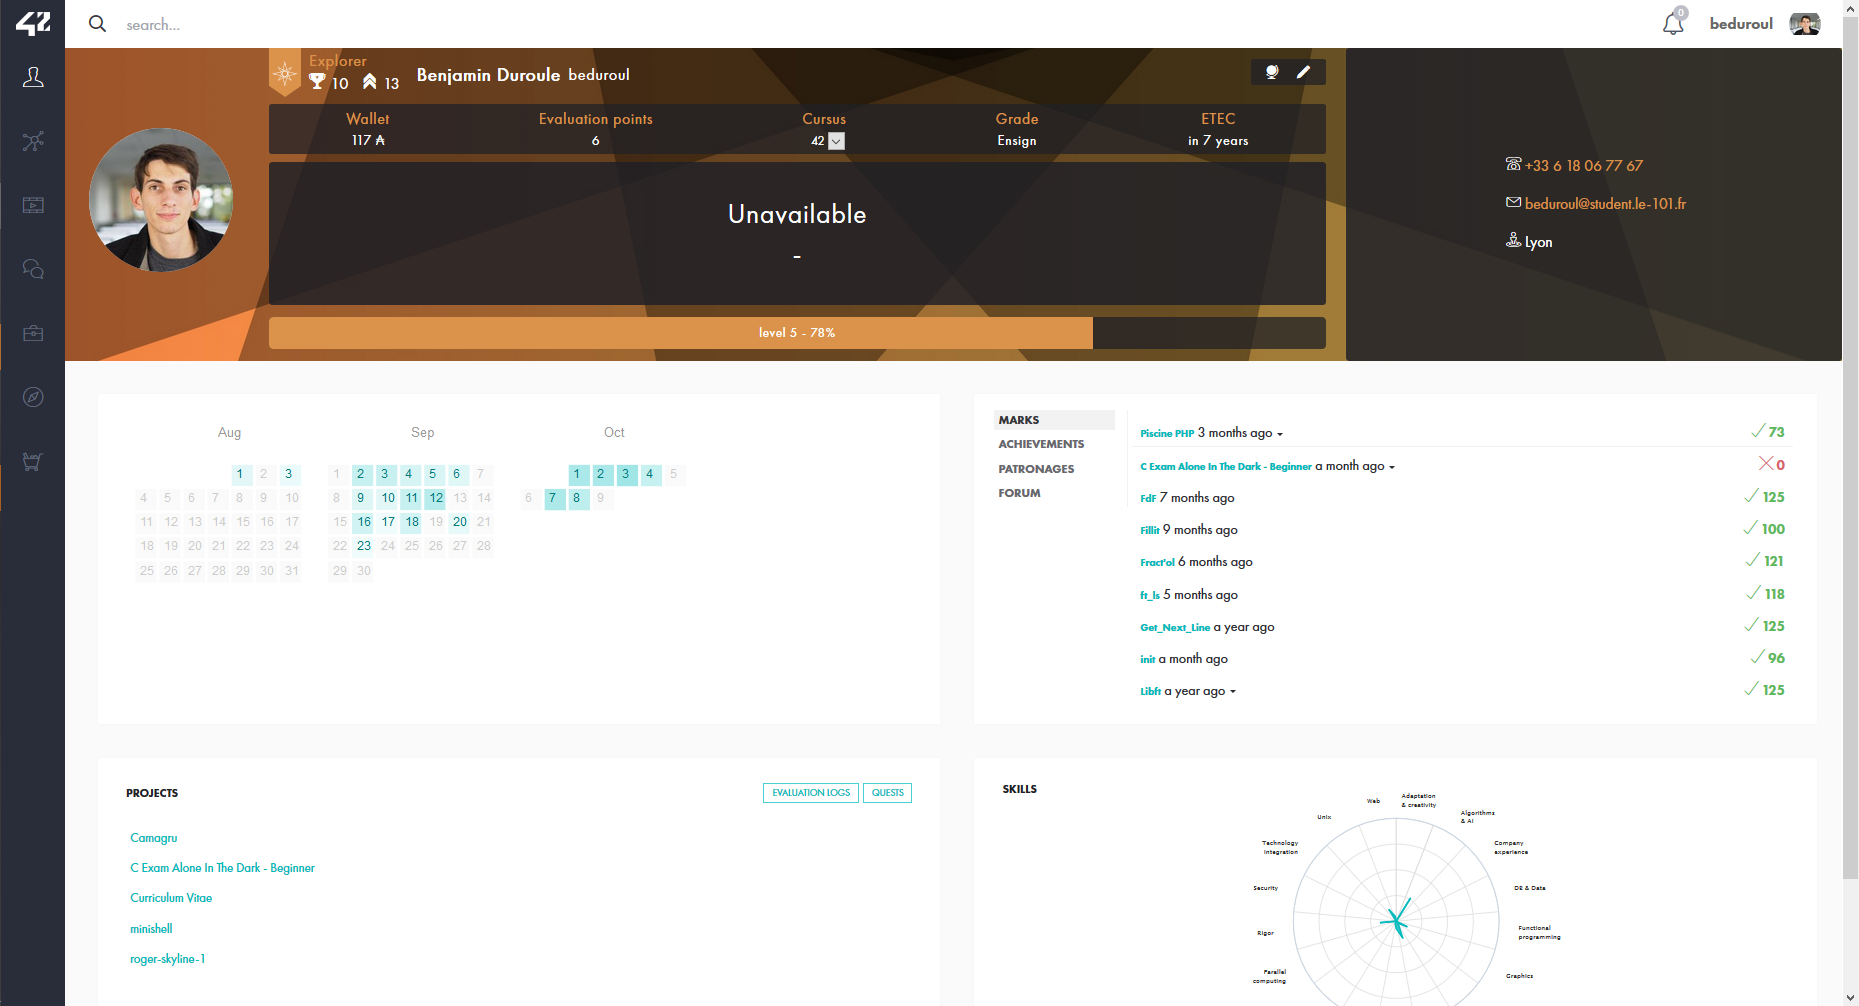 42
search...
0
beduroul
Explorer
10
13
Benjamin Duroule beduroul
Wallet
117 ₳
Evaluation points
6
Cursus
42
Grade
Ensign
ETEC
in 7 years
Unavailable
-
level 5 - 78%
+33 6 18 06 77 67
beduroul@student.le-101.fr
Lyon
Aug
1 2 3
4 5 6 7 8 9 10
11 12 13 14 15 16 17
18 19 20 21 22 23 24
25 26 27 28 29 30 31
Sep
1 2 3 4 5 6 7
8 9 10 11 12 13 14
15 16 17 18 19 20 21
22 23 24 25 26 27 28
29 30
Oct
1 2 3 4 5
6 7 8 9
MARKS
ACHIEVEMENTS
PATRONAGES
FORUM
Piscine PHP 3 months ago 73
C Exam Alone In The Dark - Beginner a month ago 0
FdF 7 months ago 125
Fillit 9 months ago 100
Fract'ol 6 months ago 121
ft_ls 5 months ago 118
Get_Next_Line a year ago 125
init a month ago 96
Libft a year ago 125
PROJECTS
EVALUATION LOGS
QUESTS
Camagru
C Exam Alone In The Dark - Beginner
Curriculum Vitae
minishell
roger-skyline-1
SKILLS
Adaptation
& creativity
Algorithms
& AI
Company
experience
DB & Data
Functional
programming
Graphics
Parallel
computing
Rigor
Security
Technology
integration
Unix
Web